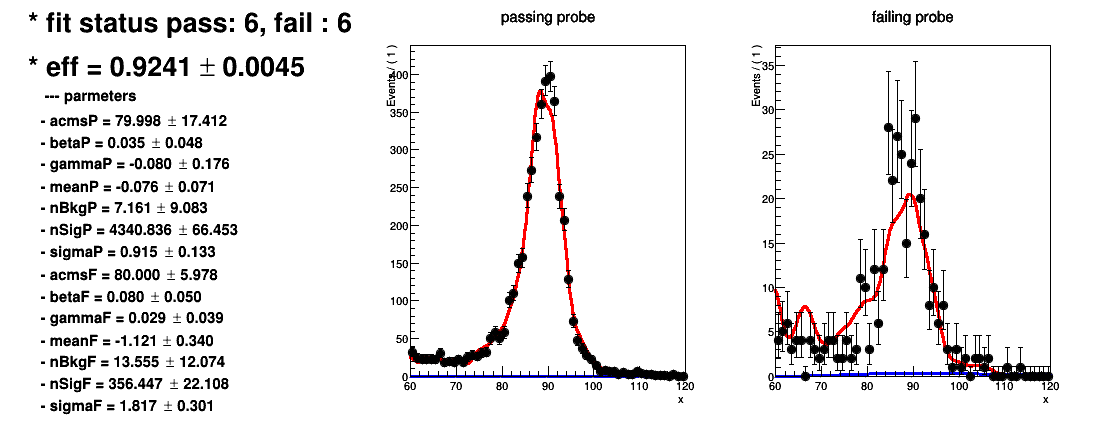 * fit status pass: 6, fail : 6
* eff = 0.9241 ± 0.0045
--- parmeters
- acmsP = 79.998 ± 17.412
- betaP = 0.035 ± 0.048
- gammaP = -0.080 ± 0.176
- meanP = -0.076 ± 0.071
- nBkgP = 7.161 ± 9.083
- nSigP = 4340.836 ± 66.453
- sigmaP = 0.915 ± 0.133
- acmsF = 80.000 ± 5.978
- betaF = 0.080 ± 0.050
- gammaF = 0.029 ± 0.039
- meanF = -1.121 ± 0.340
- nBkgF = 13.555 ± 12.074
- nSigF = 356.447 ± 22.108
- sigmaF = 1.817 ± 0.301
passing probe
Events / ( 1 )
400
350
300
250
200
150
100
50
0
60 70 80 90 100 110 120
x
failing probe
Events / ( 1 )
35
30
25
20
15
10
5
0
60 70 80 90 100 110 120
x